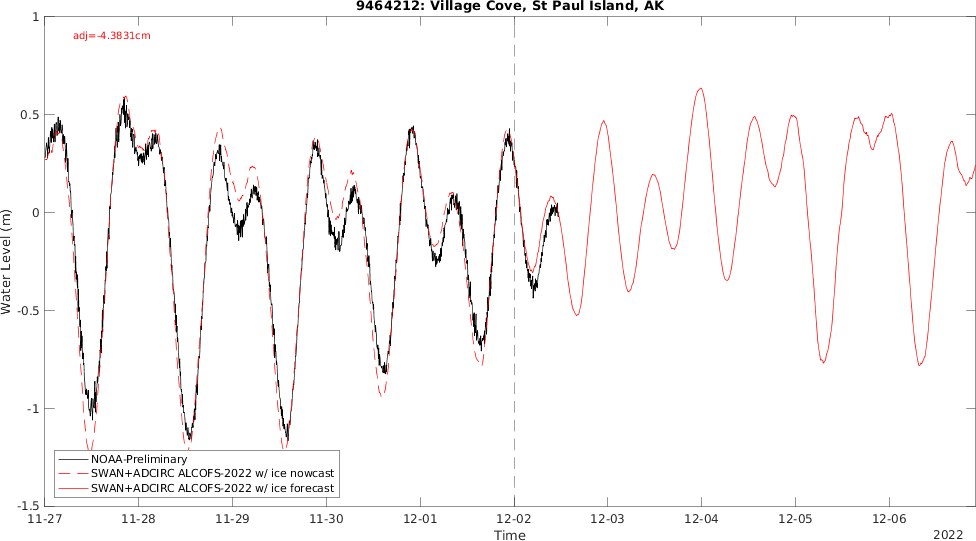 9464212: Village Cove, St Paul Island, AK
adj=-4.3831cm
Water Level (m)
1
0.5
0
-0.5
-1
-1.5
NOAA-Preliminary
SWAN+ADCIRC ALCOFS-2022 w/ ice nowcast
SWAN+ADCIRC ALCOFS-2022 w/ ice forecast
11-27 11-28 11-29 11-30 12-01 12-02 12-03 12-04 12-05 12-06
Time
2022